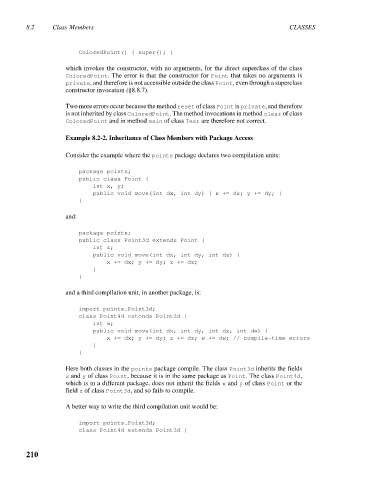 8.2 Class Members CLASSES
ColoredPoint() { super(); }
which invokes the constructor, with no arguments, for the direct superclass of the class
ColoredPoint. The error is that the constructor for Point that takes no arguments is
private, and therefore is not accessible outside the class Point, even through a superclass
constructor invocation (§8.8.7).
Two more errors occur because the method reset of class Point is private, and therefore
is not inherited by class ColoredPoint. The method invocations in method clear of class
ColoredPoint and in method main of class Test are therefore not correct.
Example 8.2-2. Inheritance of Class Members with Package Access
Consider the example where the points package declares two compilation units:
package points;
public class Point {
int x, y;
public void move(int dx, int dy) { x += dx; y += dy; }
}
and:
package points;
public class Point3d extends Point {
int z;
public void move(int dx, int dy, int dz) {
x += dx; y += dy; z += dz;
}
}
and a third compilation unit, in another package, is:
import points.Point3d;
class Point4d extends Point3d {
int w;
public void move(int dx, int dy, int dz, int dw) {
x += dx; y += dy; z += dz; w += dw; // compile-time errors
}
}
Here both classes in the points package compile. The class Point3d inherits the fields
x and y of class Point, because it is in the same package as Point. The class Point4d,
which is in a different package, does not inherit the fields x and y of class Point or the
field z of class Point3d, and so fails to compile.
A better way to write the third compilation unit would be:
import points.Point3d;
class Point4d extends Point3d {
210